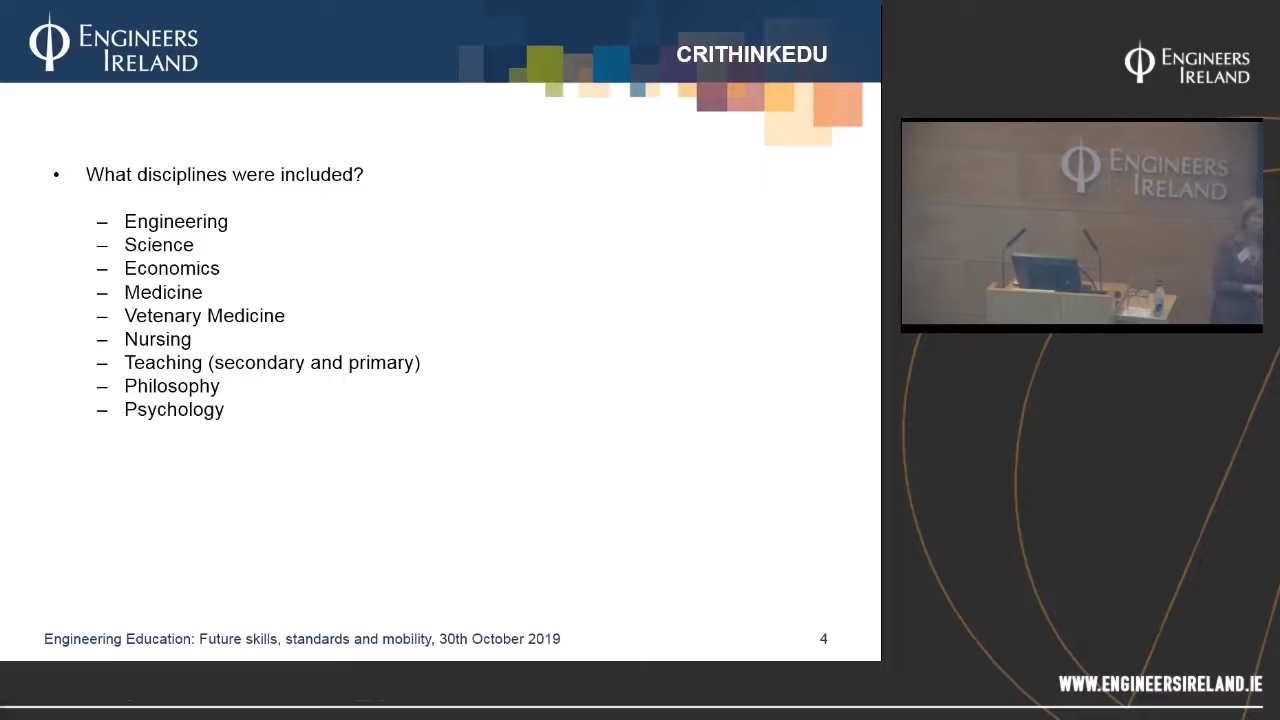 ENGINEERS
IRELAND
CRITHINKEDU
• What disciplines were included?
– Engineering
– Science
– Economics
– Medicine
– Vetenary Medicine
– Nursing
– Teaching (secondary and primary)
– Philosophy
– Psychology
Engineering Education: Future skills, standards and mobility, 30th October 2019
4
ENGINEERS
IRELAND
ENGINEERS
IRELAND
WWW.ENGINEERSIRELAND.IE